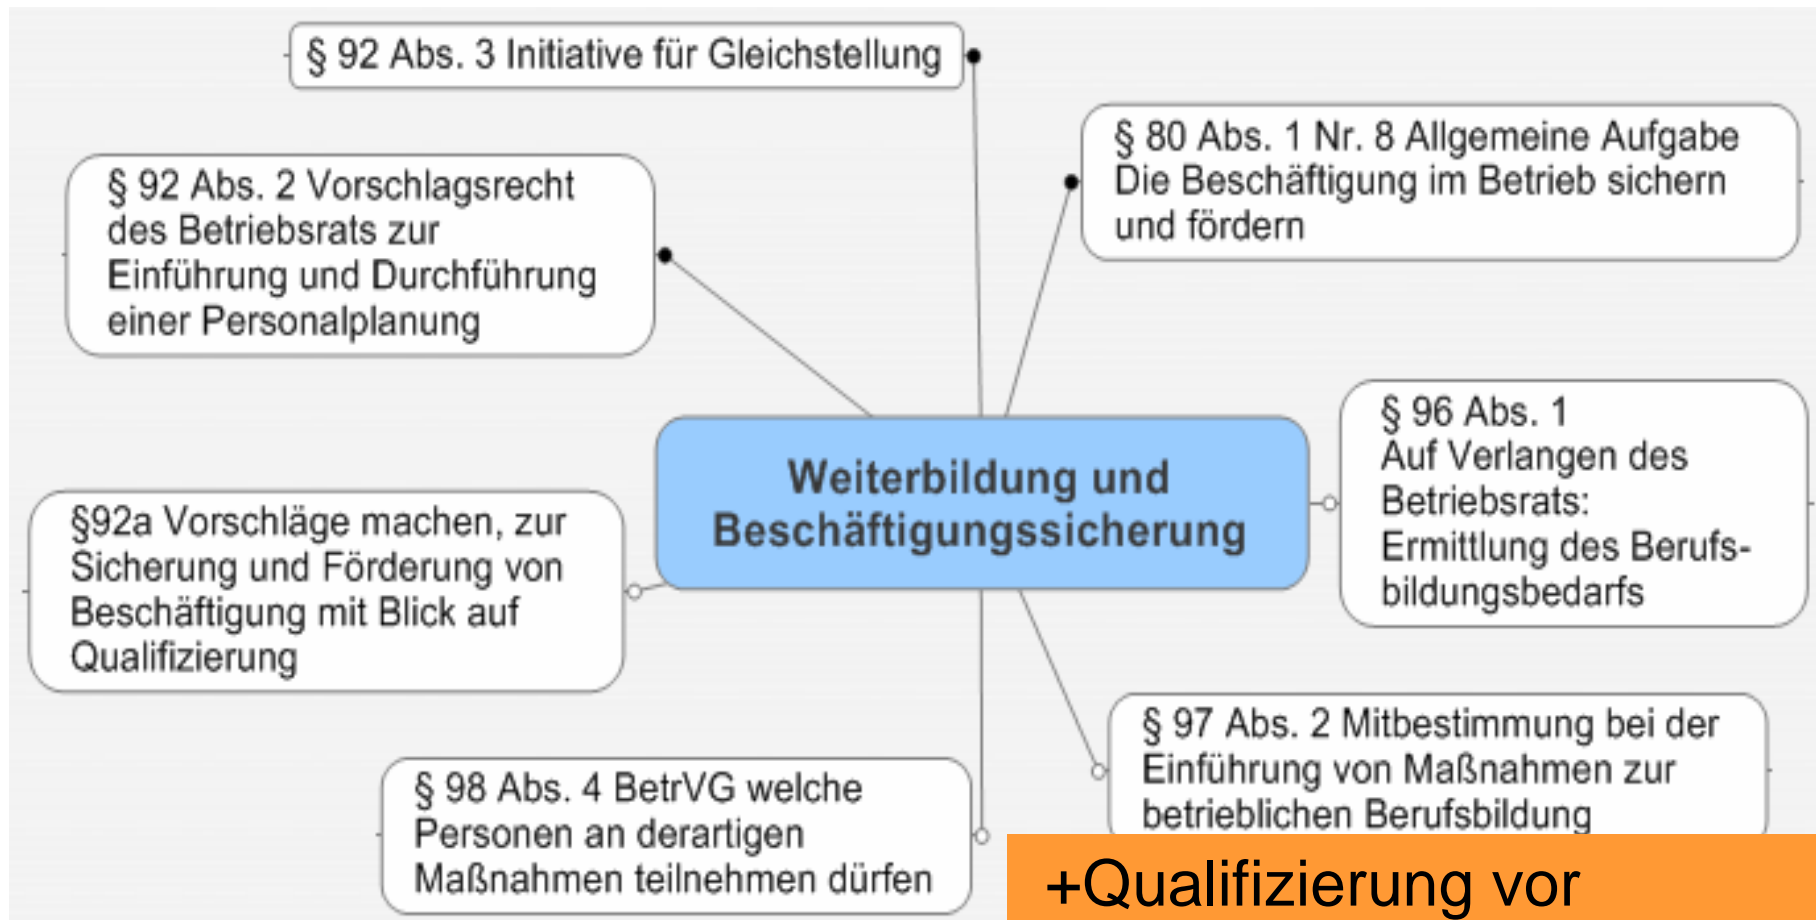 § 92 Abs. 3 Initiative für Gleichstellung
§ 80 Abs. 1 Nr. 8 Allgemeine Aufgabe
Die Beschäftigung im Betrieb sichern
und fördern
§ 92 Abs. 2 Vorschlagsrecht
des Betriebsrats zur
Einführung und Durchführung
einer Personalplanung
§ 96 Abs. 1
Auf Verlangen des
Betriebsrats:
Ermittlung des Berufs-
bildungsbedarfs
Weiterbildung und
Beschäftigungssicherung
§92a Vorschläge machen, zur
Sicherung und Förderung von
Beschäftigung mit Blick auf
Qualifizierung
§ 97 Abs. 2 Mitbestimmung bei der
Einführung von Maßnahmen zur
betrieblichen Berufsbildung
§ 98 Abs. 4 BetrVG welche
Personen an derartigen
Maßnahmen teilnehmen dürfen
+Qualifizierung vor